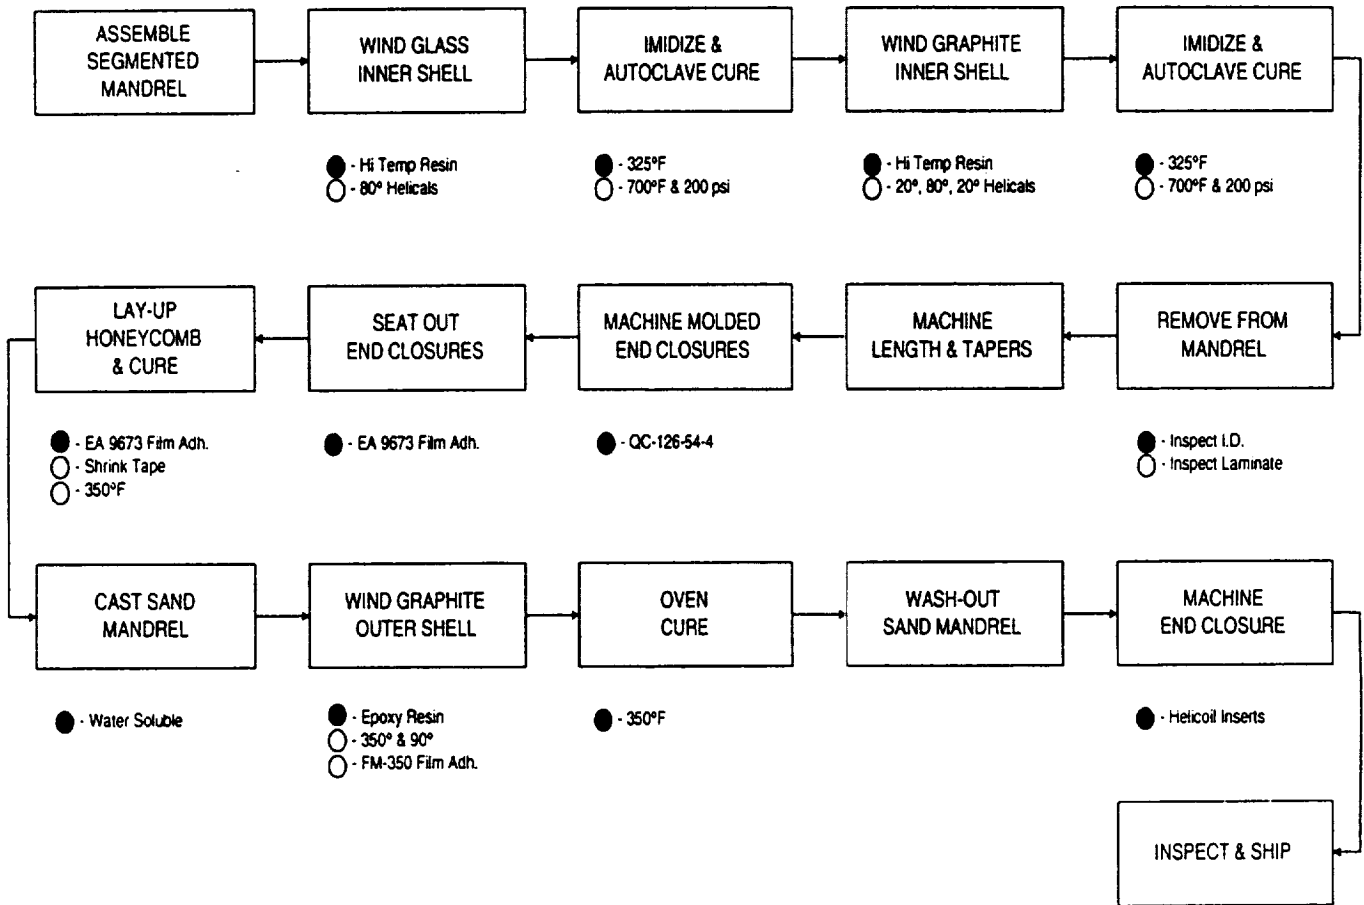 ASSEMBLE
SEGMENTED
MANDREL
WIND GLASS
INNER SHELL
IMIDIZE &
AUTOCLAVE CURE
WIND GRAPHITE
INNER SHELL
IMIDIZE &
AUTOCLAVE CURE
- Hi Temp Resin
- 80° Helicals
- 325°F
- 700°F & 200 psi
- Hi Temp Resin
- 20°, 80°, 20° Helicals
- 325°F
- 700°F & 200 psi
LAY-UP
HONEYCOMB
& CURE
SEAT OUT
END CLOSURES
MACHINE MOLDED
END CLOSURES
MACHINE
LENGTH & TAPERS
REMOVE FROM
MANDREL
- EA 9673 Film Adh.
- Shrink Tape
- 350°F
- EA 9673 Film Adh.
- QC-126-54-4
- Inspect I.D.
- Inspect Laminate
CAST SAND
MANDREL
WIND GRAPHITE
OUTER SHELL
OVEN
CURE
WASH-OUT
SAND MANDREL
MACHINE
END CLOSURE
- Water Soluble
- Epoxy Resin
- 350° & 90°
- FM-350 Film Adh.
- 350°F
- Helicoil Inserts
INSPECT & SHIP